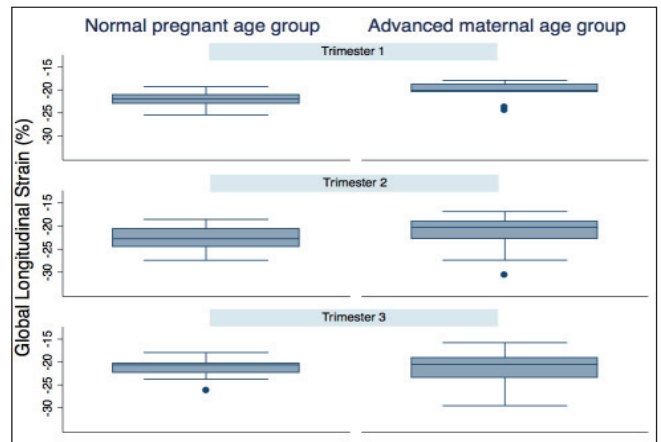 Normal pregnant age group Advanced maternal age group
Trimester 1
Global Longitudinal Strain (%)
-15
-20
-25
-30
Trimester 2
-15
-20
-25
-30
Trimester 3
-15
-20
-25
-30